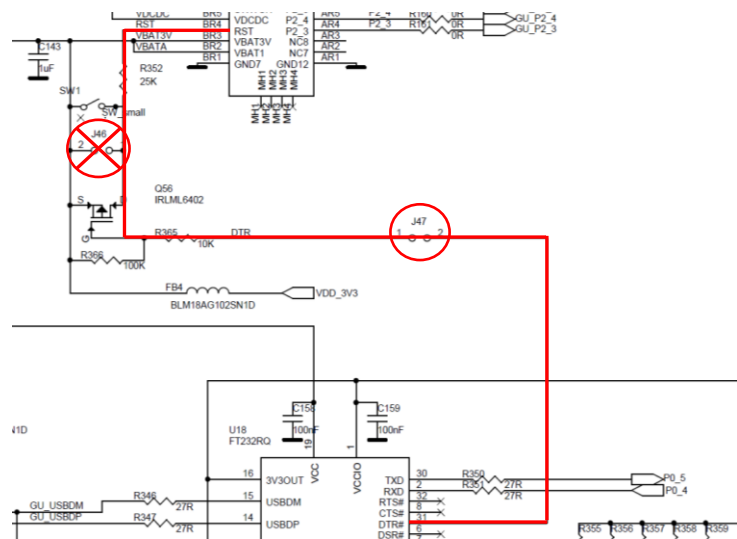 VDCDC BR5 VDCDC P2_4 AR5 P2_4 R160 0R GU_P2_4
RST BR4 RST P2_3 AR4 P2_3 R161 0R GU_P2_3
VBAT3V BR3 VBAT3V NC8 AR3
VBATA BR2 VBAT1 NC7 AR2
BR1 GND7 GND12 AR1
MH1 MH2 MH3 MH4
MH1 MH2 MH3 MH4
C143
1uF
R352
25K
SW1
SW_small
J46
2
Q56
IRLML6402
S D
G
R365 DTR
10K
J47
1 2
R366
100K
FB4 VDD_3V3
BLM18AG102SN1D
N1D
U18
FT232RQ
C158
100nF
C159
100nF
19 1
VCC VCCIO
16 3V3OUT
15 USBDM
14 USBDP
GU_USBDM R346 27R
GU_USBDP R347 27R
TXD 30 R350 27R P0_5
RXD 2 R351 27R P0_4
RTS# 32
CTS# 8
DTR# 31
DSR# 6
R355 R356 R357 R358 R359